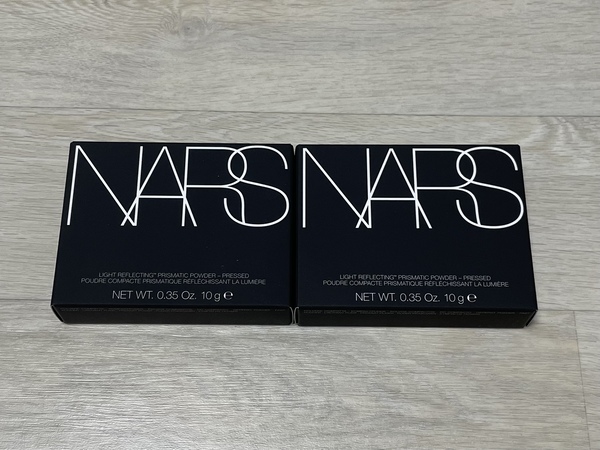 NARS
LIGHT REFLECTING™ PRISMATIC POWDER – PRESSED
POUDRE COMPACTE PRISMATIQUE RÉFLÉCHISSANT LA LUMIÈRE
NET WT. 0.35 Oz. 10 g ℮
NARS
LIGHT REFLECTING™ PRISMATIC POWDER – PRESSED
POUDRE COMPACTE PRISMATIQUE RÉFLÉCHISSANT LA LUMIÈRE
NET WT. 0.35 Oz. 10 g ℮